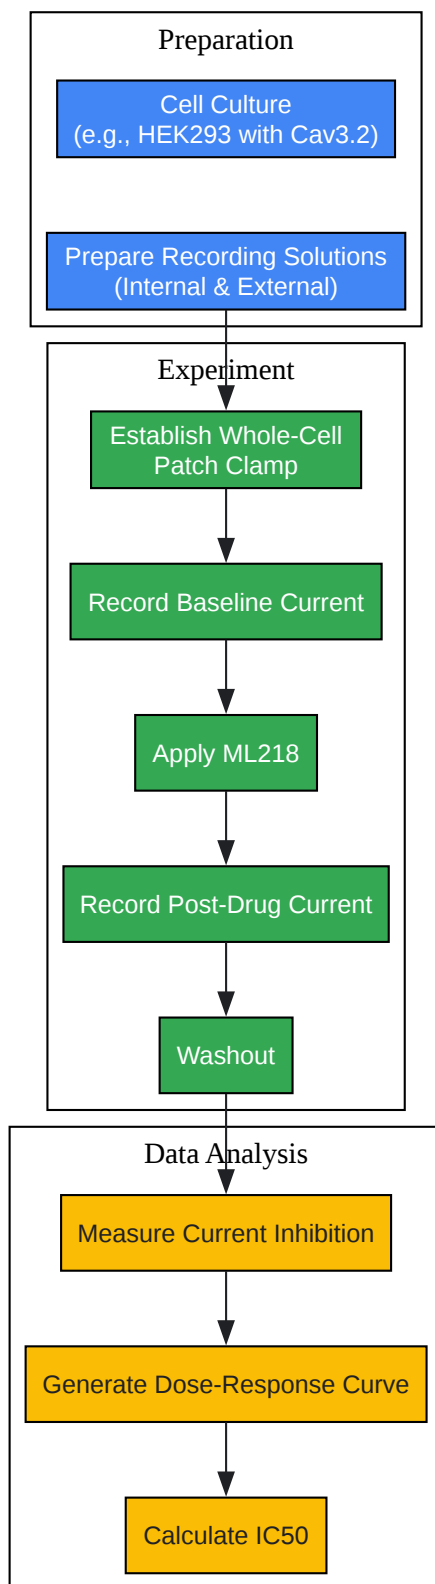 Preparation
Cell Culture
(e.g., HEK293 with Cav3.2)
Prepare Recording Solutions
(Internal & External)
Experiment
Establish Whole-Cell
Patch Clamp
Record Baseline Current
Apply ML218
Record Post-Drug Current
Washout
Data Analysis
Measure Current Inhibition
Generate Dose-Response Curve
Calculate IC50